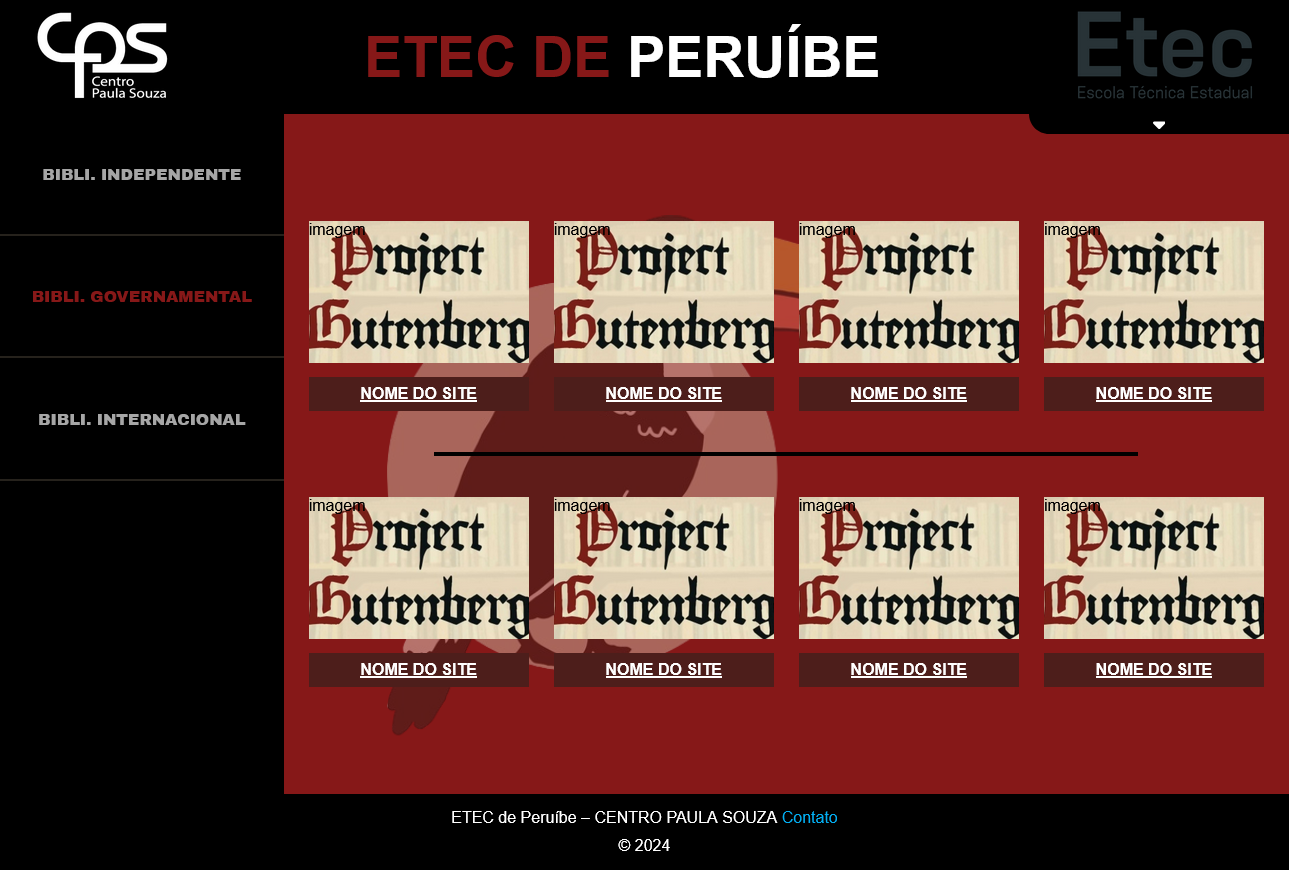 cps
Centro
Paula Souza
ETEC DE PERUÍBE
Etec
Escola Técnica Estadual
BIBLI. INDEPENDENTE
BIBLI. GOVERNAMENTAL
BIBLI. INTERNACIONAL
imagem imagem imagem imagem
Project Project Project Project
Gutenberg Gutenberg Gutenberg Gutenberg
NOME DO SITE NOME DO SITE NOME DO SITE NOME DO SITE
imagem imagem imagem imagem
Project Project Project Project
Gutenberg Gutenberg Gutenberg Gutenberg
NOME DO SITE NOME DO SITE NOME DO SITE NOME DO SITE
ETEC de Peruíbe – CENTRO PAULA SOUZA Contato
© 2024